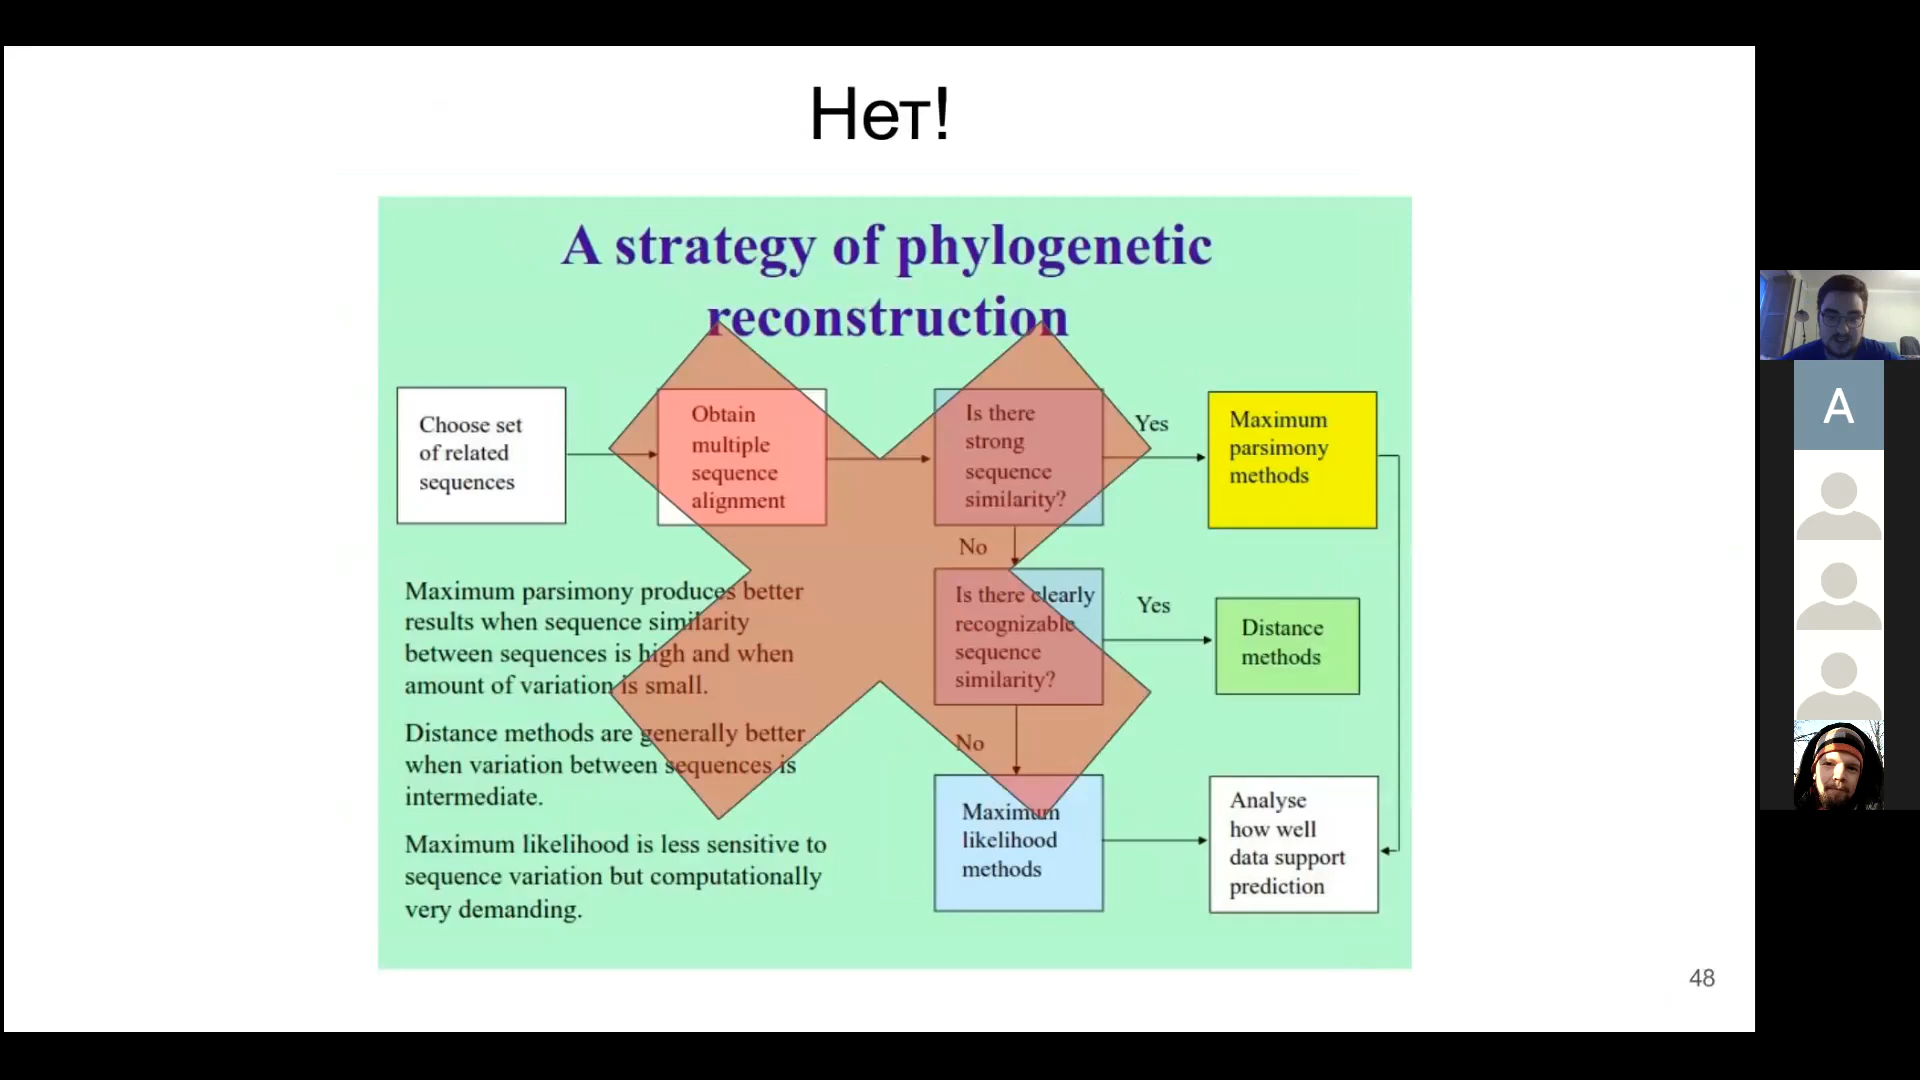 Нет!
A strategy of phylogenetic
reconstruction
Choose set
of related
sequences
Obtain
multiple
sequence
alignment
Is there
strong
sequence
similarity?
Yes
Maximum
parsimony
methods
No
Is there clearly
recognizable
sequence
similarity?
Yes
Distance
methods
No
Maximum
likelihood
methods
Analyse
how well
data support
prediction
Maximum parsimony produces better
results when sequence similarity
between sequences is high and when
amount of variation is small.
Distance methods are generally better
when variation between sequences is
intermediate.
Maximum likelihood is less sensitive to
sequence variation but computationally
very demanding.
48
A